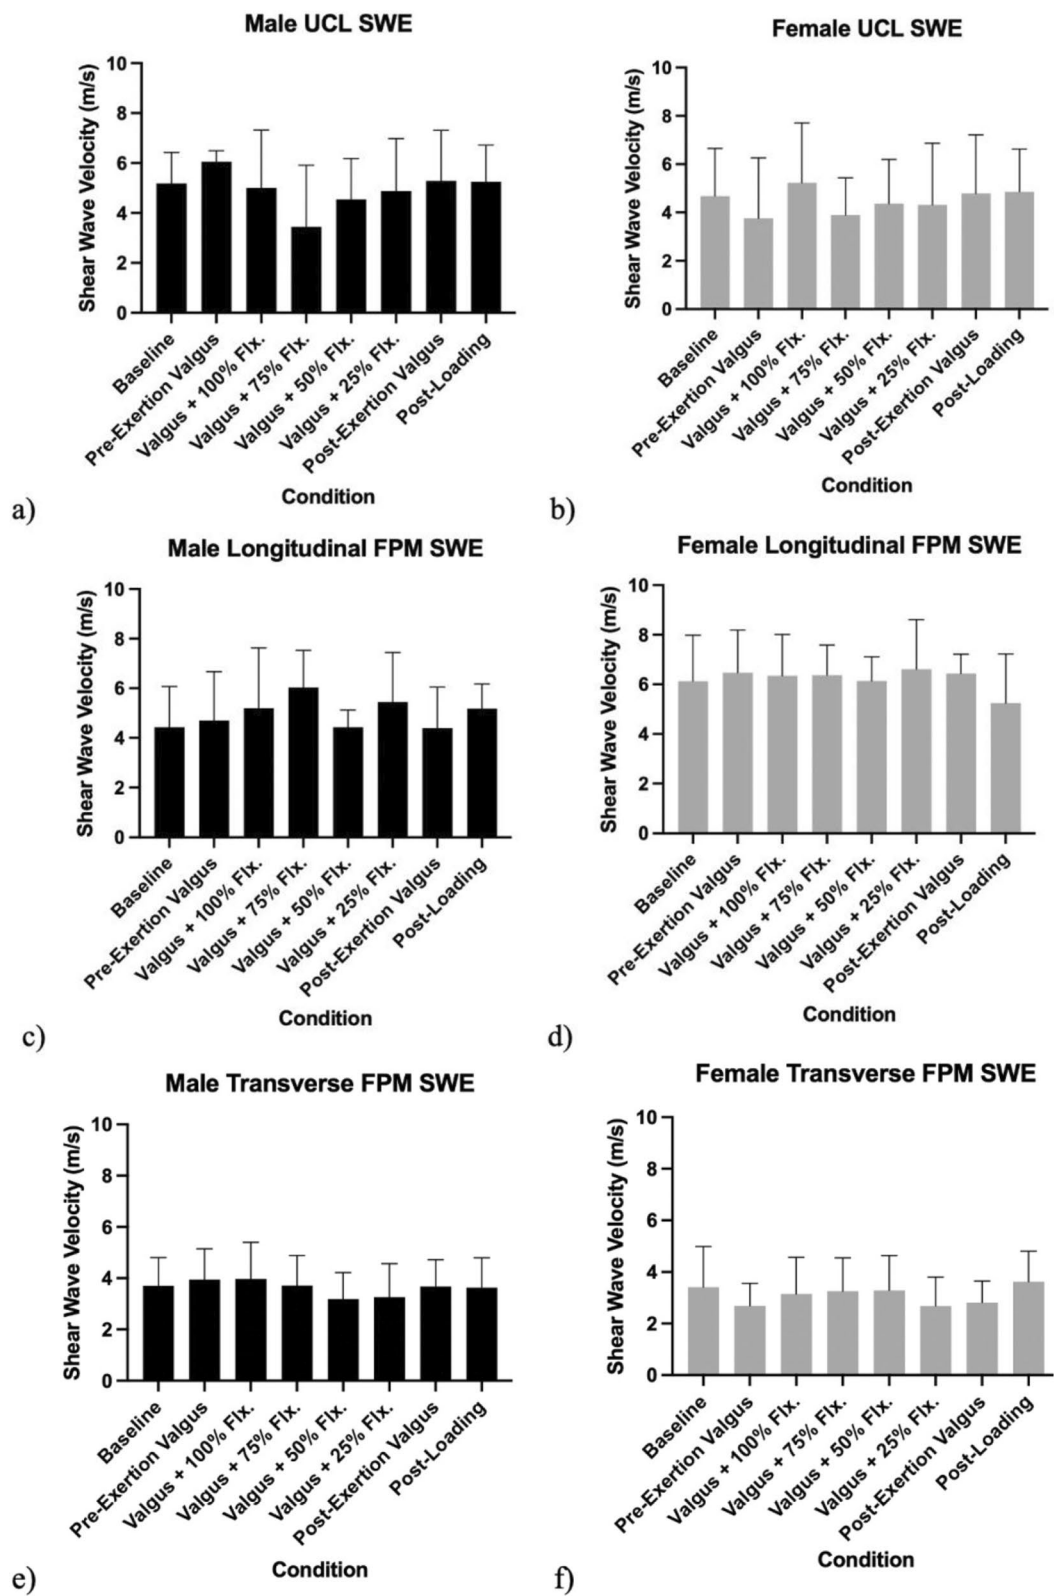 Male UCL SWE
Shear Wave Velocity (m/s)
10
8
6
4
2
0
Baseline
Pre-Exertion Valgus
Valgus + 100% Flx.
Valgus + 75% Flx.
Valgus + 50% Flx.
Valgus + 25% Flx.
Post-Exertion Valgus
Post-Loading
Condition
a)
Female UCL SWE
Shear Wave Velocity (m/s)
10
8
6
4
2
0
Baseline
Pre-Exertion Valgus
Valgus + 100% Flx.
Valgus + 75% Flx.
Valgus + 50% Flx.
Valgus + 25% Flx.
Post-Exertion Valgus
Post-Loading
Condition
b)
Male Longitudinal FPM SWE
Shear Wave Velocity (m/s)
10
8
6
4
2
0
Baseline
Pre-Exertion Valgus
Valgus + 100% Flx.
Valgus + 75% Flx.
Valgus + 50% Flx.
Valgus + 25% Flx.
Post-Exertion Valgus
Post-Loading
Condition
c)
Female Longitudinal FPM SWE
Shear Wave Velocity (m/s)
10
8
6
4
2
0
Baseline
Pre-Exertion Valgus
Valgus + 100% Flx.
Valgus + 75% Flx.
Valgus + 50% Flx.
Valgus + 25% Flx.
Post-Exertion Valgus
Post-Loading
Condition
d)
Male Transverse FPM SWE
Shear Wave Velocity (m/s)
10
8
6
4
2
0
Baseline
Pre-Exertion Valgus
Valgus + 100% Flx.
Valgus + 75% Flx.
Valgus + 50% Flx.
Valgus + 25% Flx.
Post-Exertion Valgus
Post-Loading
Condition
e)
Female Transverse FPM SWE
Shear Wave Velocity (m/s)
10
8
6
4
2
0
Baseline
Pre-Exertion Valgus
Valgus + 100% Flx.
Valgus + 75% Flx.
Valgus + 50% Flx.
Valgus + 25% Flx.
Post-Exertion Valgus
Post-Loading
Condition
f)